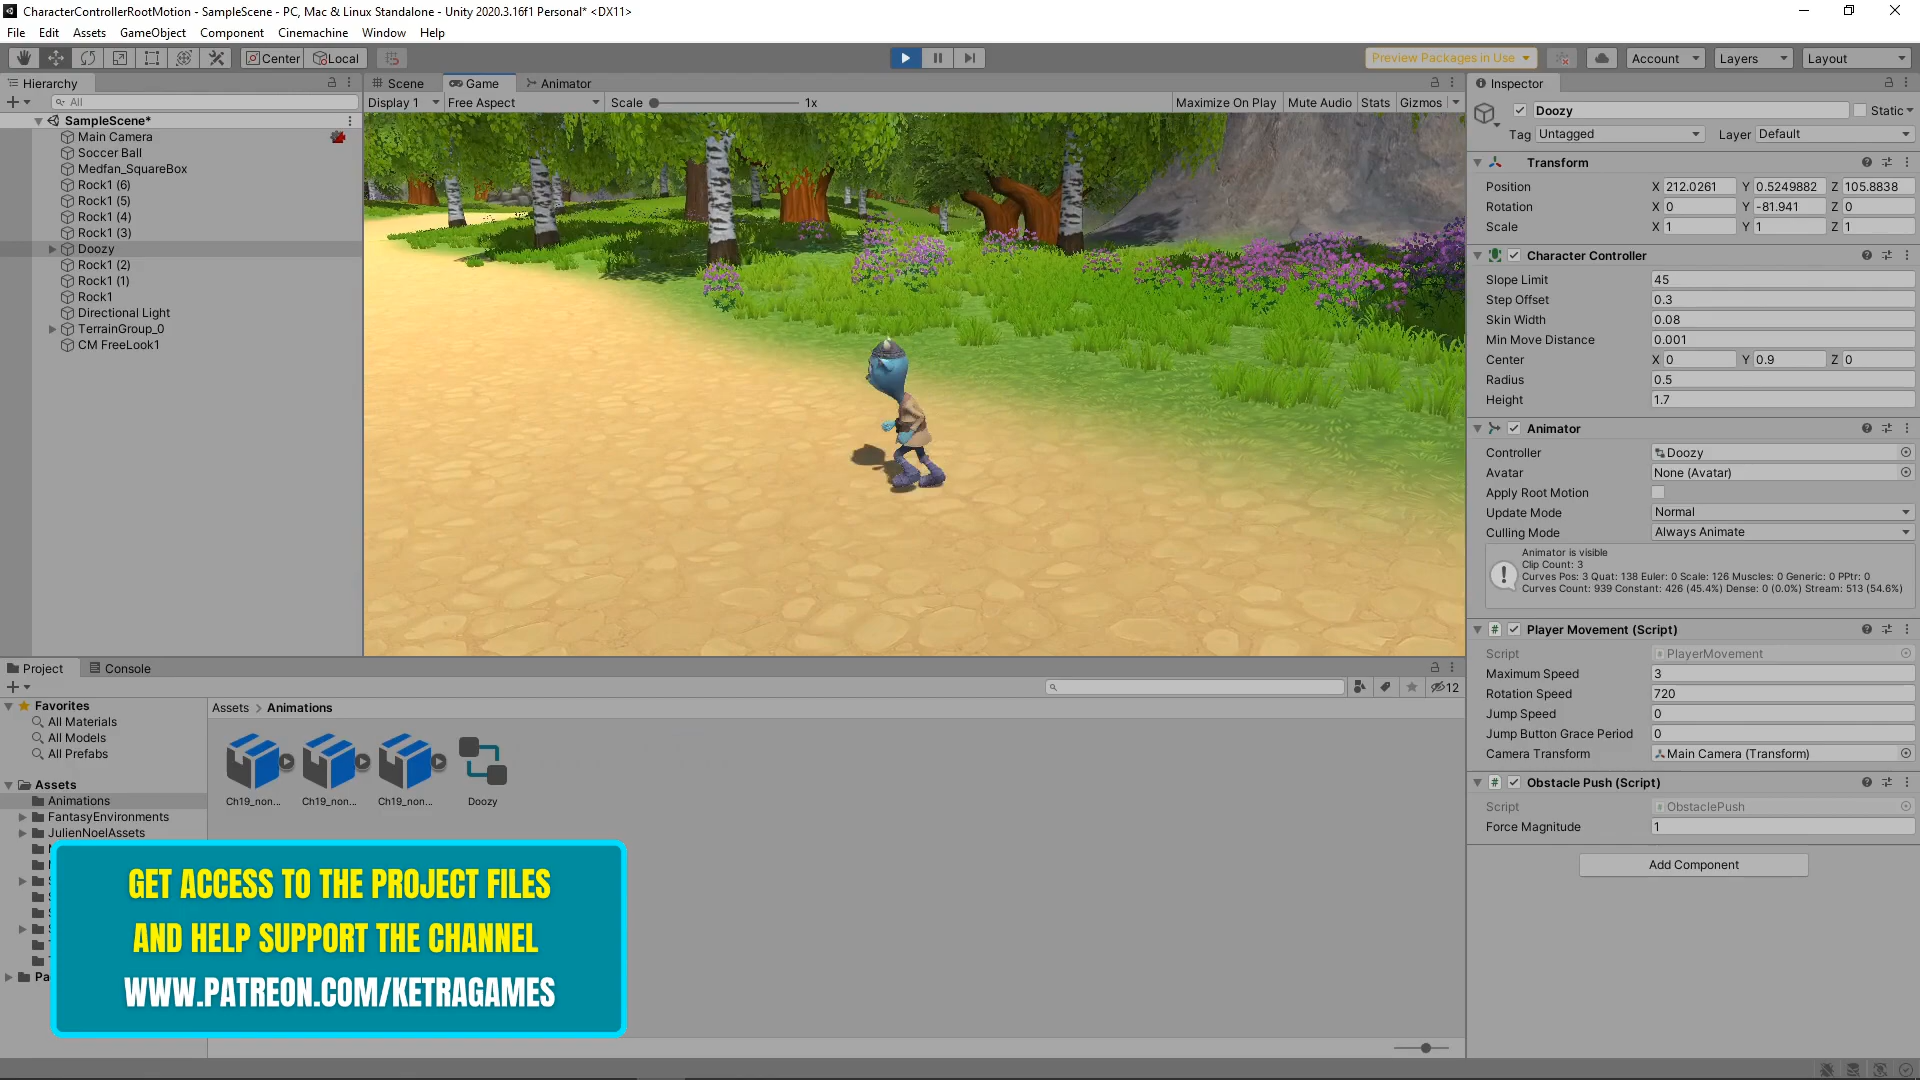 CharacterControllerRootMotion - SampleScene - PC, Mac & Linux Standalone - Unity 2020.3.16f1 Personal* <DX11>
File Edit Assets GameObject Component Cinemachine Window Help
Center Local Preview Packages in Use Account Layers Layout
Hierarchy
All
SampleScene*
Main Camera
Soccer Ball
Medfan_SquareBox
Rock1 (6)
Rock1 (5)
Rock1 (4)
Rock1 (3)
Doozy
Rock1 (2)
Rock1 (1)
Rock1
Directional Light
TerrainGroup_0
CM FreeLook1
Scene Game Animator
Display 1 Free Aspect Scale 1x Maximize On Play Mute Audio Stats Gizmos
Inspector
Doozy Static
Tag Untagged Layer Default
Transform
Position X 212.0261 Y 0.5249882 Z 105.8838
Rotation X 0 Y -81.941 Z 0
Scale X 1 Y 1 Z 1
Character Controller
Slope Limit 45
Step Offset 0.3
Skin Width 0.08
Min Move Distance 0.001
Center X 0 Y 0.9 Z 0
Radius 0.5
Height 1.7
Animator
Controller Doozy
Avatar None (Avatar)
Apply Root Motion
Update Mode Normal
Culling Mode Always Animate
Animator is visible
Clip Count: 3
Curves Pos: 3 Quat: 138 Euler: 0 Scale: 126 Muscles: 0 Generic: 0 PPtr: 0
Curves Count: 939 Constant: 426 (45.4%) Dense: 0 (0.0%) Stream: 513 (54.6%)
Player Movement (Script)
Script PlayerMovement
Maximum Speed 3
Rotation Speed 720
Jump Speed 0
Jump Button Grace Period 0
Camera Transform Main Camera (Transform)
Obstacle Push (Script)
Script ObstaclePush
Force Magnitude 1
Add Component
Project Console
12
Favorites
All Materials
All Models
All Prefabs
Assets
Animations
FantasyEnvironments
JulienNoelAssets
Pa
Assets > Animations
Ch19_non... Ch19_non... Ch19_non... Doozy
GET ACCESS TO THE PROJECT FILES
AND HELP SUPPORT THE CHANNEL
WWW.PATREON.COM/KETRAGAMES